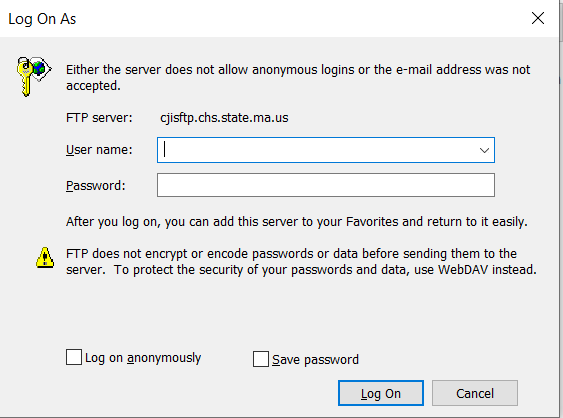 Log On As
Either the server does not allow anonymous logins or the e-mail address was not
accepted.
FTP server: cjisftp.chs.state.ma.us
User name:
Password:
After you log on, you can add this server to your Favorites and return to it easily.
FTP does not encrypt or encode passwords or data before sending them to the
server. To protect the security of your passwords and data, use WebDAV instead.
Log on anonymously Save password
Log On Cancel